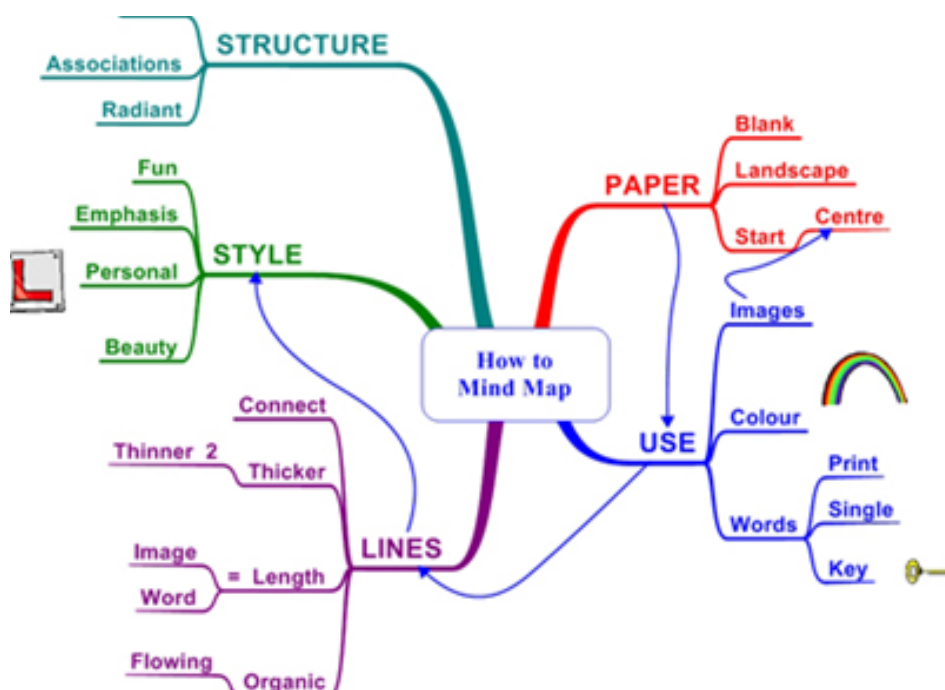 STRUCTURE
Associations
Radiant
Fun
Emphasis
STYLE
Personal
Beauty
How to
Mind Map
PAPER
Blank
Landscape
Start
Centre
USE
Images
Colour
Words
Print
Single
Key
LINES
Connect
Thinner 2
Thicker
Image
= Length
Word
Flowing
Organic
L